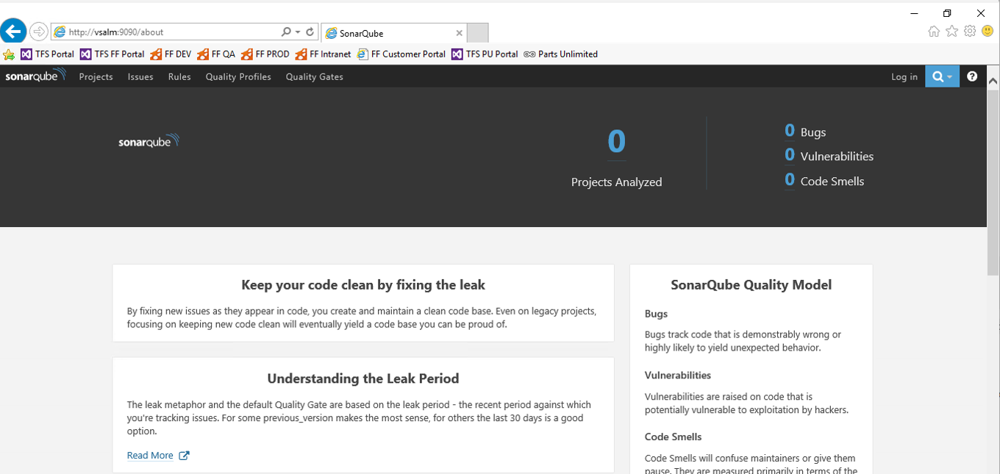 http://vsalm:9090/about
SonarQube
TFS Portal TFS FF Portal FF DEV FF QA FF PROD FF Intranet FF Customer Portal TFS PU Portal Parts Unlimited
sonarqube Projects Issues Rules Quality Profiles Quality Gates Log in
sonarqube
0
Projects Analyzed
0 Bugs
0 Vulnerabilities
0 Code Smells
Keep your code clean by fixing the leak
By fixing new issues as they appear in code, you create and maintain a clean code base. Even on legacy projects,
focusing on keeping new code clean will eventually yield a code base you can be proud of.
Understanding the Leak Period
The leak metaphor and the default Quality Gate are based on the leak period - the recent period against which
you're tracking issues. For some previous_version makes the most sense, for others the last 30 days is a good
option.
Read More
SonarQube Quality Model
Bugs
Bugs track code that is demonstrably wrong or
highly likely to yield unexpected behavior.
Vulnerabilities
Vulnerabilities are raised on code that is
potentially vulnerable to exploitation by hackers.
Code Smells
Code Smells will confuse maintainers or give them
pause. They are measured primarily in terms of the